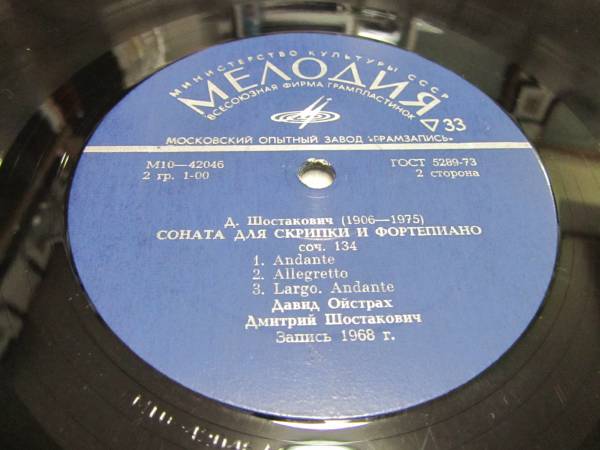 МИНИСТЕРСТВО КУЛЬТУРЫ СССР
МЕЛОДИЯ
ВСЕСОЮЗНАЯ ФИРМА ГРАМПЛАСТИНОК
33
МОСКОВСКИЙ ОПЫТНЫЙ ЗАВОД «ГРАМЗАПИСЬ»
М10—42046 ГОСТ 5289-73
2 гр. 1-00 2 сторона
Д. Шостакович (1906—1975)
СОНАТА ДЛЯ СКРИПКИ И ФОРТЕПИАНО
соч. 134
1. Andante
2. Allegretto
3. Largo. Andante
Давид Ойстрах
Дмитрий Шостакович
Запись 1968 г.